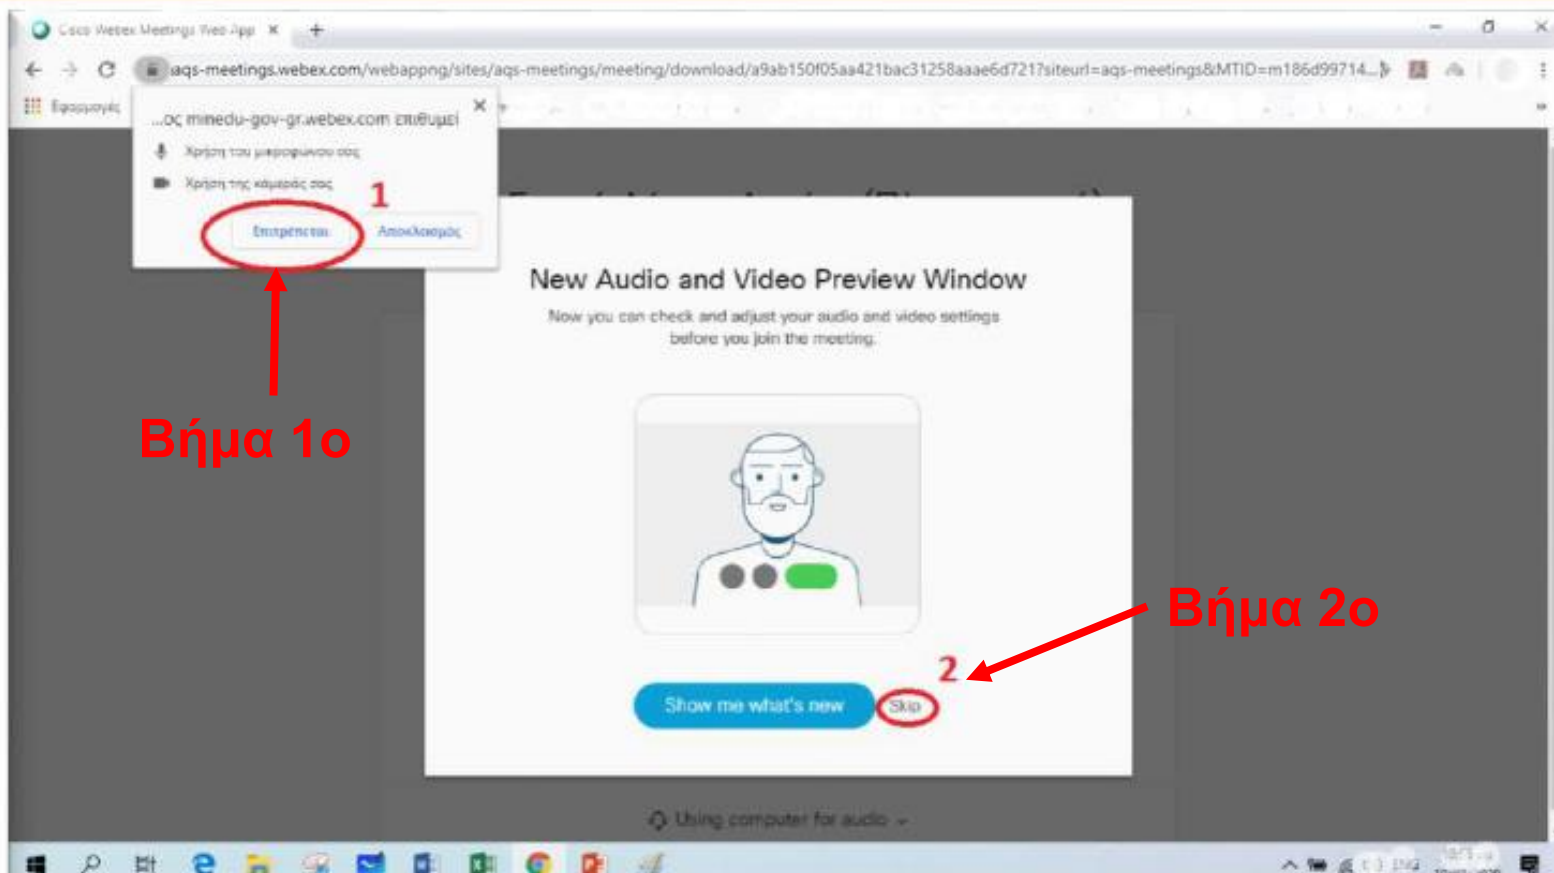 Cisco Webex Meetings Web App
aqs-meetings.webex.com/webappng/sites/aqs-meetings/meeting/download/a9ab150f05aa421bac31258aaae6d721?siteurl=aqs-meetings&MTID=m186d99714...
Εφαρμογές
...ος minedu-gov-gr.webex.com επιθυμεί
Χρήση του μικροφώνου σας
Χρήση της κάμεράς σας
1
Επιτρέπεται
Αποκλεισμός
New Audio and Video Preview Window
Now you can check and adjust your audio and video settings
before you join the meeting.
Βήμα 1ο
Βήμα 2ο
2
Show me what's new
Skip
Using computer for audio
ENG